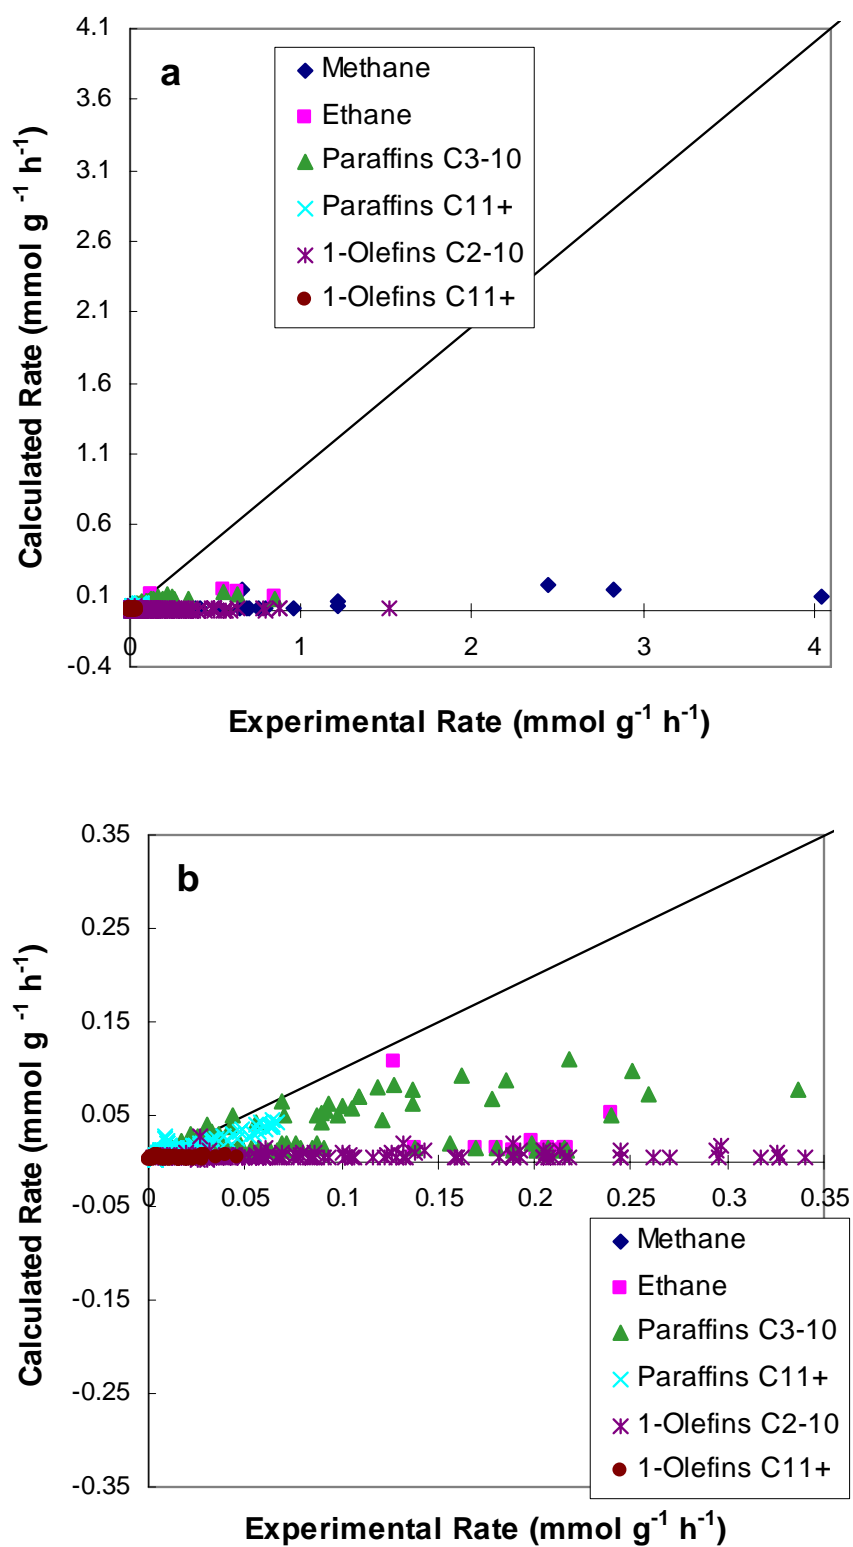 a
4.1
3.6
3.1
2.6
2.1
1.6
1.1
0.6
0.1
-0.4
Calculated Rate (mmol g⁻¹ h⁻¹)
Methane
Ethane
Paraffins C3-10
Paraffins C11+
1-Olefins C2-10
1-Olefins C11+
0 1 2 3 4
Experimental Rate (mmol g⁻¹ h⁻¹)
b
0.35
0.25
0.15
0.05
-0.05
-0.15
-0.25
-0.35
Calculated Rate (mmol g⁻¹ h⁻¹)
0 0.05 0.1 0.15 0.2 0.25 0.3 0.35
Methane
Ethane
Paraffins C3-10
Paraffins C11+
1-Olefins C2-10
1-Olefins C11+
Experimental Rate (mmol g⁻¹ h⁻¹)